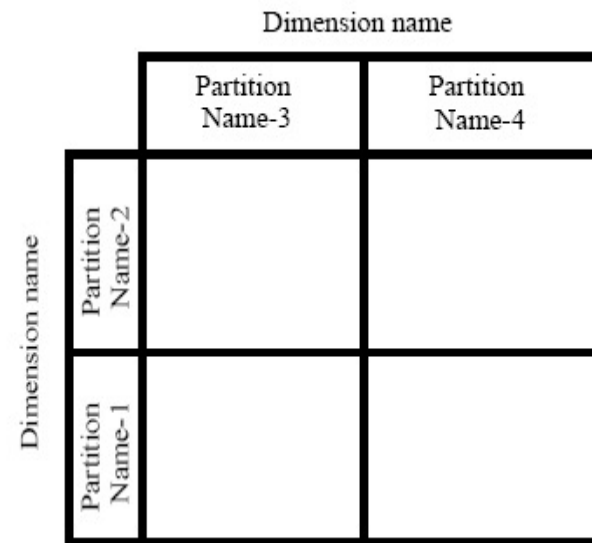 Dimension name
Partition
Name-3
Partition
Name-4
Dimension name
Partition
Name-2
Partition
Name-1